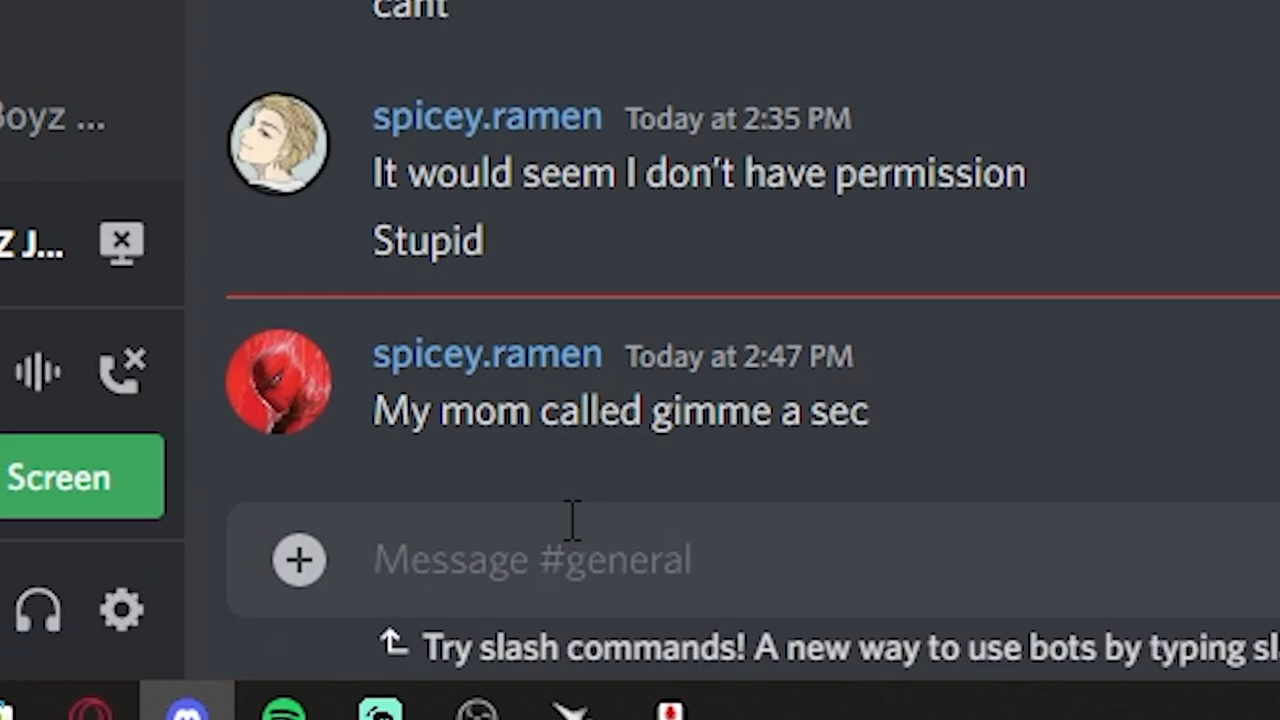 cant
Boyz ...
spicey.ramen Today at 2:35 PM
It would seem I don't have permission
Stupid
Z J...
spicey.ramen Today at 2:47 PM
My mom called gimme a sec
Screen
Message #general
Try slash commands! A new way to use bots by typing sl